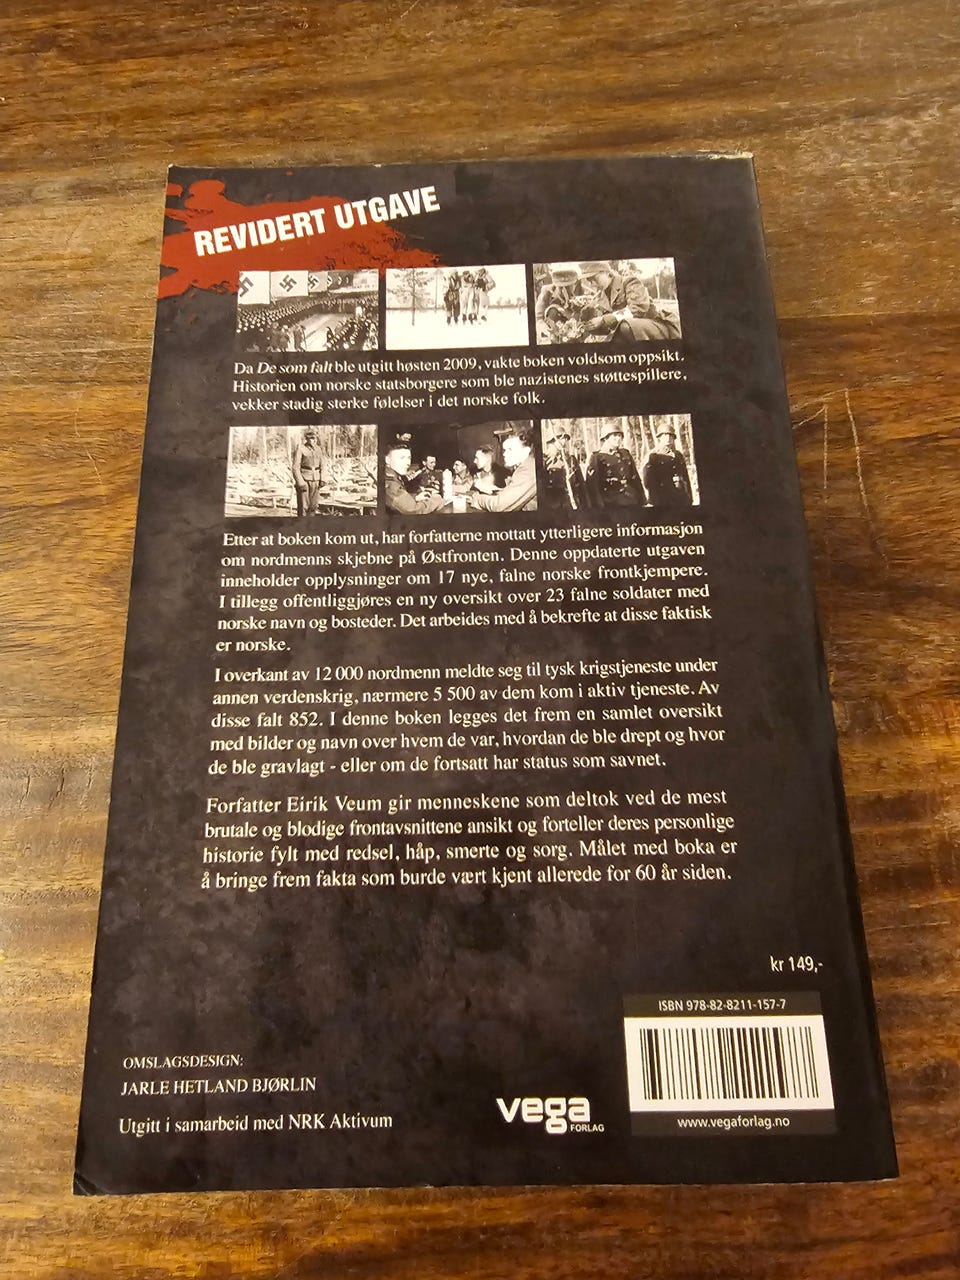 REVIDERT UTGAVE
Da De som falt ble utgitt høsten 2009, vakte boken voldsom oppsikt.
Historien om norske statsborgere som ble nazistenes støttespillere,
vekker stadig sterke følelser i det norske folk.
Etter at boken kom ut, har forfatterne mottatt ytterligere informasjon
om nordmenns skjebne på Østfronten. Denne oppdaterte utgaven
inneholder opplysninger om 17 nye, falne norske frontkjempere.
I tillegg offentliggjøres en ny oversikt over 23 falne soldater med
norske navn og bosteder. Det arbeides med å bekrefte at disse faktisk
er norske.
I overkant av 12 000 nordmenn meldte seg til tysk krigstjeneste under
annen verdenskrig, nærmere 5 500 av dem kom i aktiv tjeneste. Av
disse falt 852. I denne boken legges det frem en samlet oversikt
med bilder og navn over hvem de var, hvordan de ble drept og hvor
de ble gravlagt - eller om de fortsatt har status som savnet.
Forfatter Eirik Veum gir menneskene som deltok ved de mest
brutale og blodige frontavsnittene ansikt og forteller deres personlige
historie fylt med redsel, håp, smerte og sorg. Målet med boka er
å bringe frem fakta som burde vært kjent allerede for 60 år siden.
kr 149,-
ISBN 978-82-8211-157-7
www.vegaforlag.no
OMSLAGSDESIGN:
JARLE HETLAND BJØRLIN
Utgitt i samarbeid med NRK Aktivum
vega
FORLAG